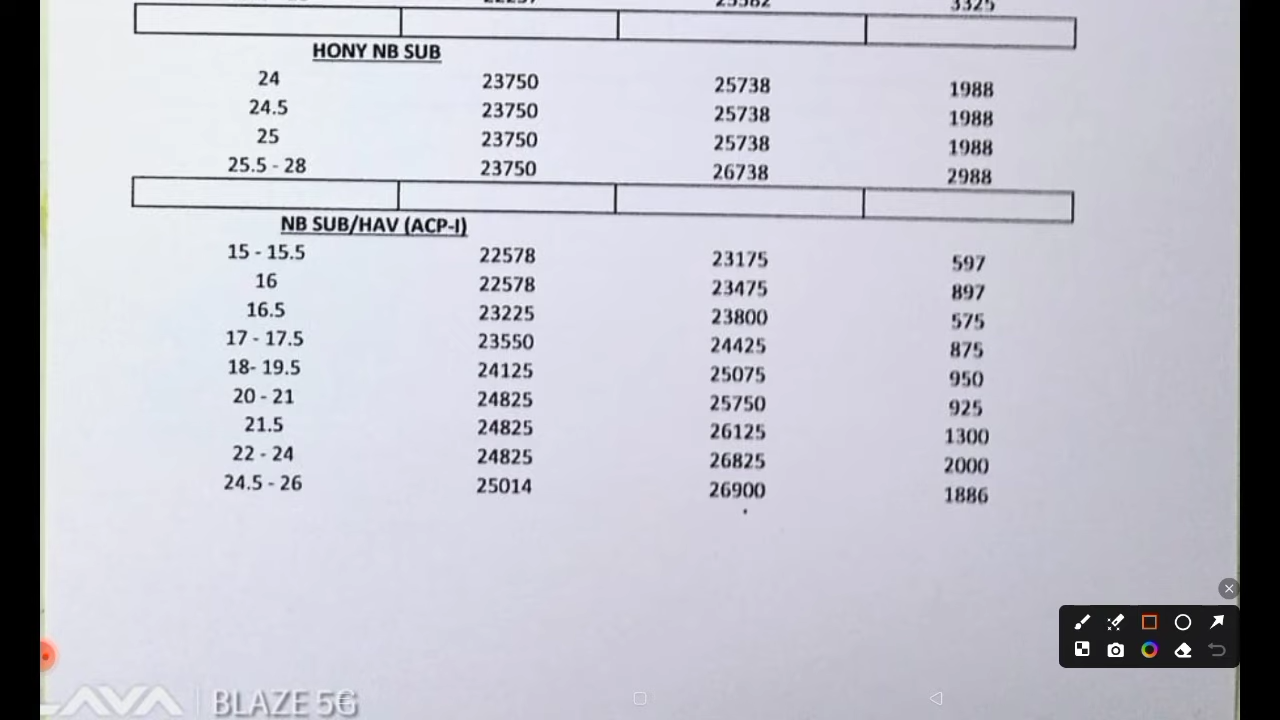 3325
HONY NB SUB
24 23750 25738 1988
24.5 23750 25738 1988
25 23750 25738 1988
25.5 - 28 23750 26738 2988
NB SUB/HAV (ACP-I)
15 - 15.5 22578 23175 597
16 22578 23475 897
16.5 23225 23800 575
17 - 17.5 23550 24425 875
18- 19.5 24125 25075 950
20 - 21 24825 25750 925
21.5 24825 26125 1300
22 - 24 24825 26825 2000
24.5 - 26 25014 26900 1886
LAVA BLAZE 5G